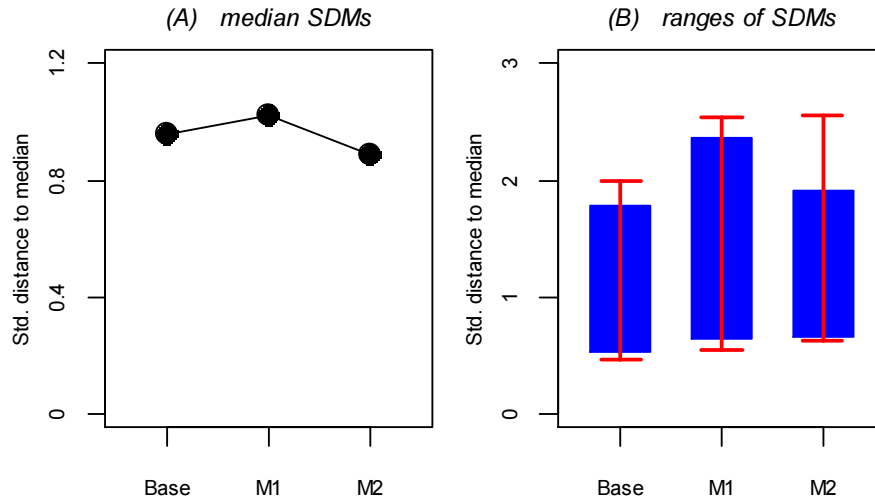 (A) median SDMs
Std. distance to median
1.2
0.8
0.4
0
Base M1 M2
(B) ranges of SDMs
Std. distance to median
3
2
1
0
Base M1 M2